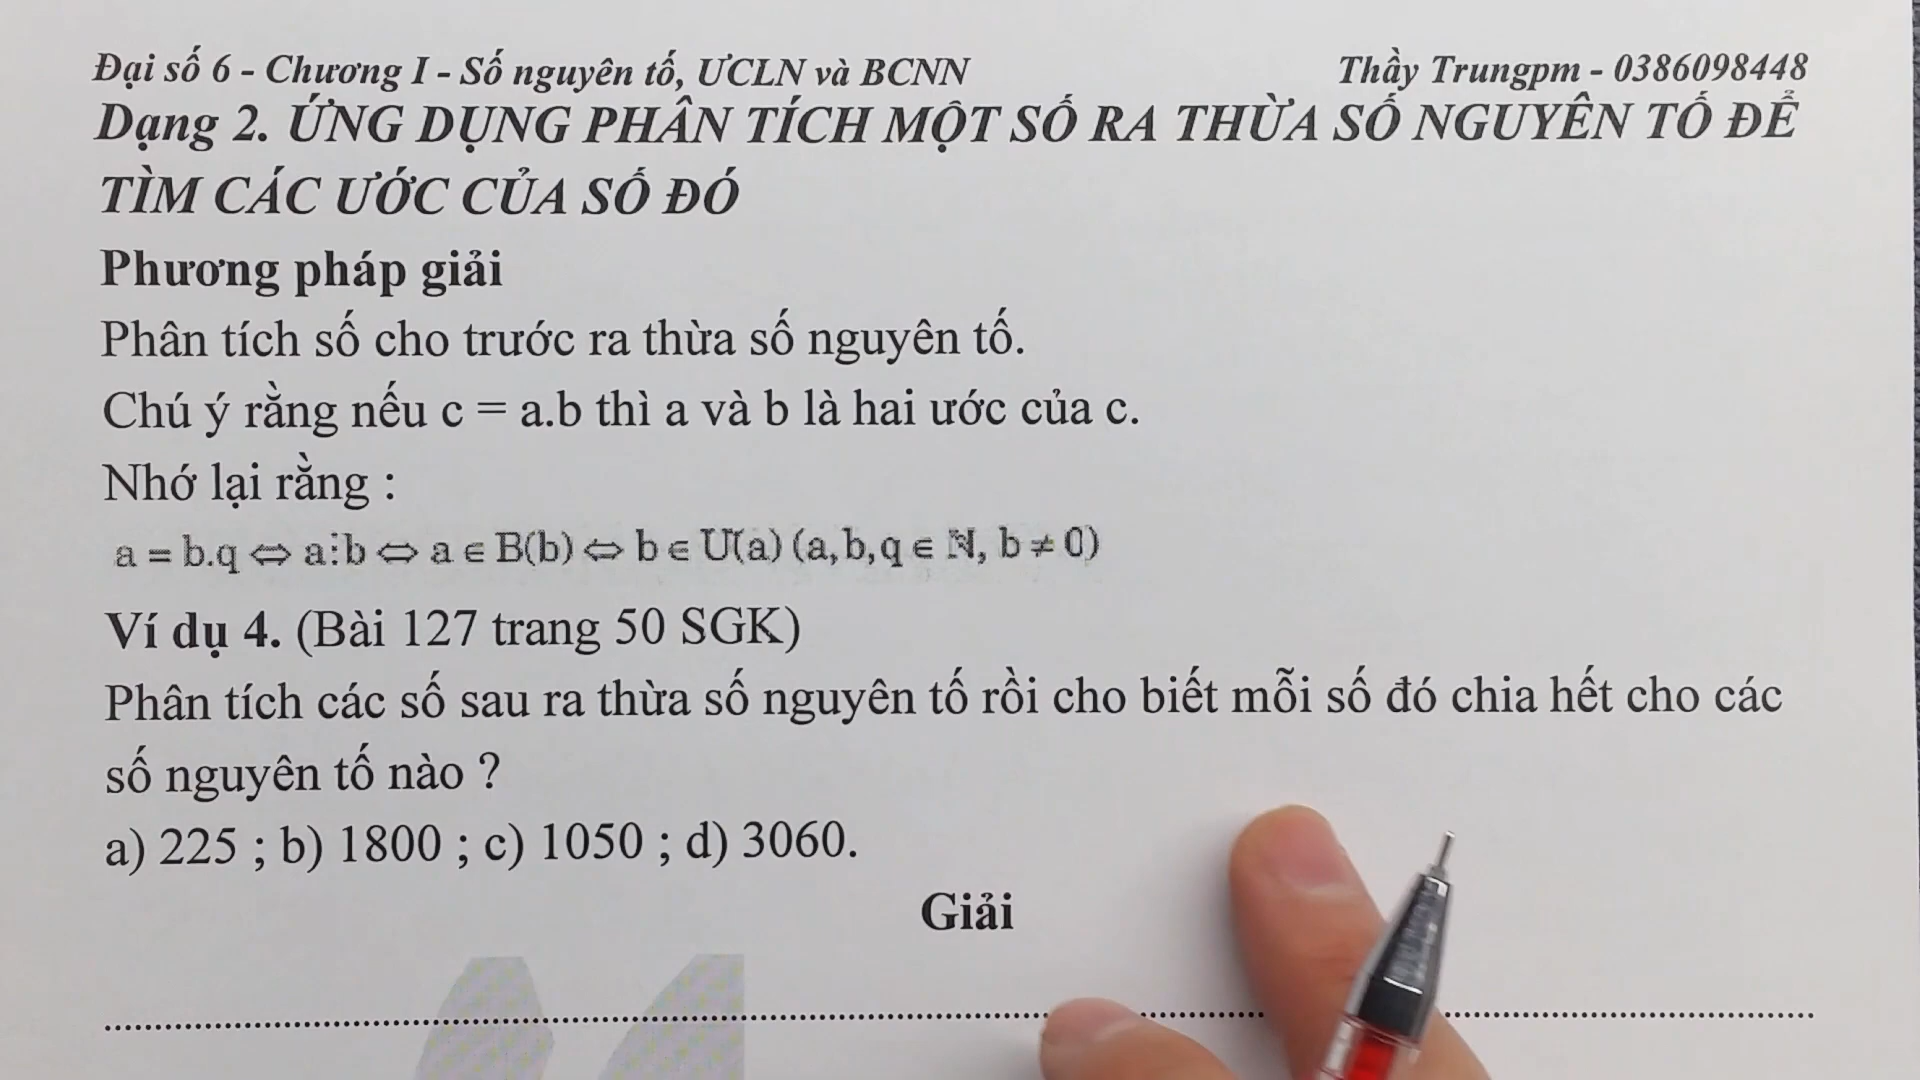 Đại số 6 - Chương I - Số nguyên tố, ƯCLN và BCNN
Thầy Trungpm - 0386098448
Dạng 2. ỨNG DỤNG PHÂN TÍCH MỘT SỐ RA THỪA SỐ NGUYÊN TỐ ĐỂ
TÌM CÁC ƯỚC CỦA SỐ ĐÓ
Phương pháp giải
Phân tích số cho trước ra thừa số nguyên tố.
Chú ý rằng nếu c = a.b thì a và b là hai ước của c.
Nhớ lại rằng :
a = b.q ⇔ a⋮b ⇔ a ∈ B(b) ⇔ b ∈ Ư(a) (a, b, q ∈ N, b ≠ 0)
Ví dụ 4. (Bài 127 trang 50 SGK)
Phân tích các số sau ra thừa số nguyên tố rồi cho biết mỗi số đó chia hết cho các
số nguyên tố nào ?
a) 225 ; b) 1800 ; c) 1050 ; d) 3060.
Giải